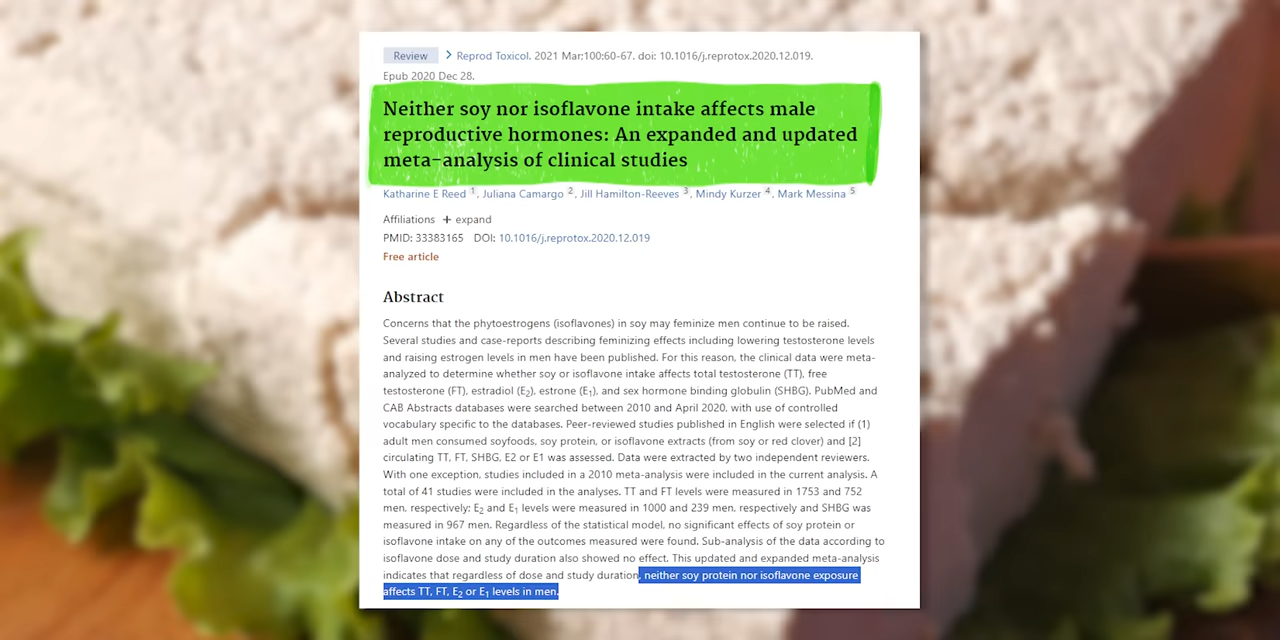 Review > Reprod Toxicol. 2021 Mar:100:60-67. doi: 10.1016/j.reprotox.2020.12.019.
Epub 2020 Dec 28.
Neither soy nor isoflavone intake affects male
reproductive hormones: An expanded and updated
meta-analysis of clinical studies
Katharine E Reed 1, Juliana Camargo 2, Jill Hamilton-Reeves 3, Mindy Kurzer 4, Mark Messina 5
Affiliations + expand
PMID: 33383165 DOI: 10.1016/j.reprotox.2020.12.019
Free article
Abstract
Concerns that the phytoestrogens (isoflavones) in soy may feminize men continue to be raised.
Several studies and case-reports describing feminizing effects including lowering testosterone levels
and raising estrogen levels in men have been published. For this reason, the clinical data were meta-
analyzed to determine whether soy or isoflavone intake affects total testosterone (TT), free
testosterone (FT), estradiol (E2), estrone (E1), and sex hormone binding globulin (SHBG). PubMed and
CAB Abstracts databases were searched between 2010 and April 2020, with use of controlled
vocabulary specific to the databases. Peer-reviewed studies published in English were selected if (1)
adult men consumed soyfoods, soy protein, or isoflavone extracts (from soy or red clover) and [2]
circulating TT, FT, SHBG, E2 or E1 was assessed. Data were extracted by two independent reviewers.
With one exception, studies included in a 2010 meta-analysis were included in the current analysis. A
total of 41 studies were included in the analyses. TT and FT levels were measured in 1753 and 752
men, respectively; E2 and E1 levels were measured in 1000 and 239 men, respectively and SHBG was
measured in 967 men. Regardless of the statistical model, no significant effects of soy protein or
isoflavone intake on any of the outcomes measured were found. Sub-analysis of the data according to
isoflavone dose and study duration also showed no effect. This updated and expanded meta-analysis
indicates that regardless of dose and study duration, neither soy protein nor isoflavone exposure
affects TT, FT, E2 or E1 levels in men.